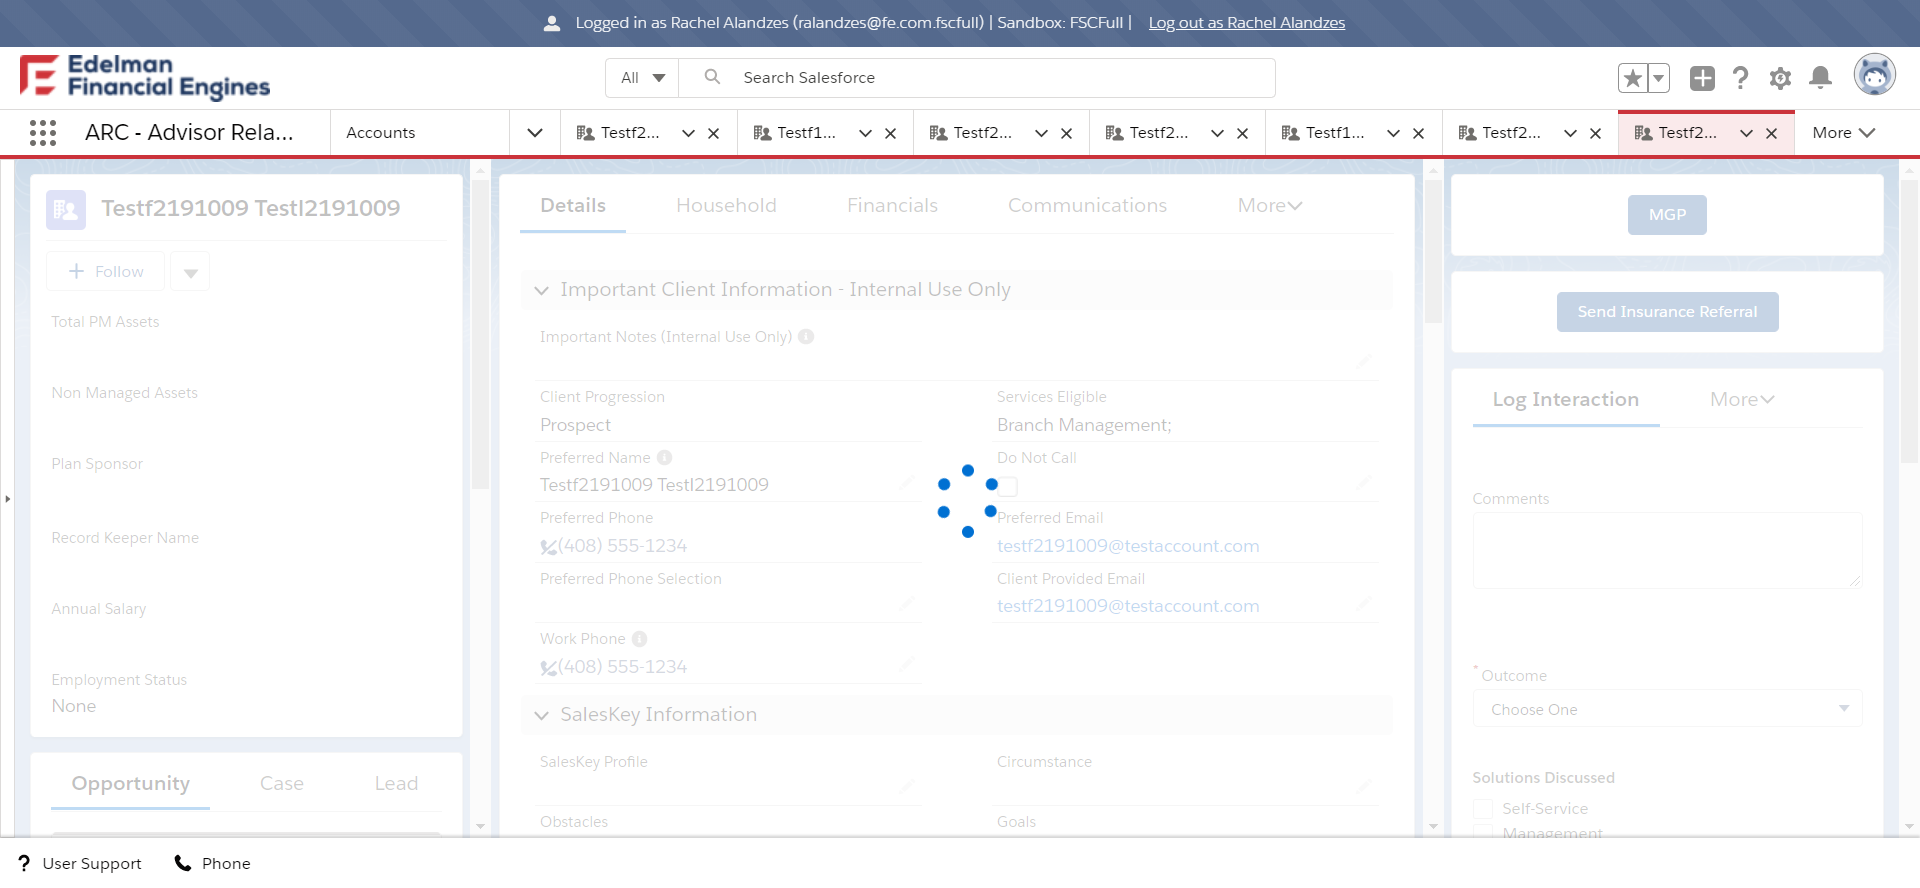 Logged in as Rachel Alandzes (ralandzes@fe.com.fscfull) | Sandbox: FSCFull | Log out as Rachel Alandzes
Edelman
Financial Engines
All
Search Salesforce
ARC - Advisor Rela...
Accounts
Testf2...
Testf1...
Testf2...
Testf2...
Testf1...
Testf2...
Testf2...
More
Testf2191009 Testl2191009
Follow
Total PM Assets
Non Managed Assets
Plan Sponsor
Record Keeper Name
Annual Salary
Employment Status
None
Opportunity
Case
Lead
Details
Household
Financials
Communications
More
Important Client Information - Internal Use Only
Important Notes (Internal Use Only)
Client Progression
Prospect
Services Eligible
Branch Management;
Preferred Name
Testf2191009 Testl2191009
Do Not Call
Preferred Phone
(408) 555-1234
Preferred Email
testf2191009@testaccount.com
Preferred Phone Selection
Client Provided Email
testf2191009@testaccount.com
Work Phone
(408) 555-1234
SalesKey Information
SalesKey Profile
Circumstance
Obstacles
Goals
MGP
Send Insurance Referral
Log Interaction
More
Comments
* Outcome
Choose One
Solutions Discussed
Self-Service
Management
? User Support
Phone